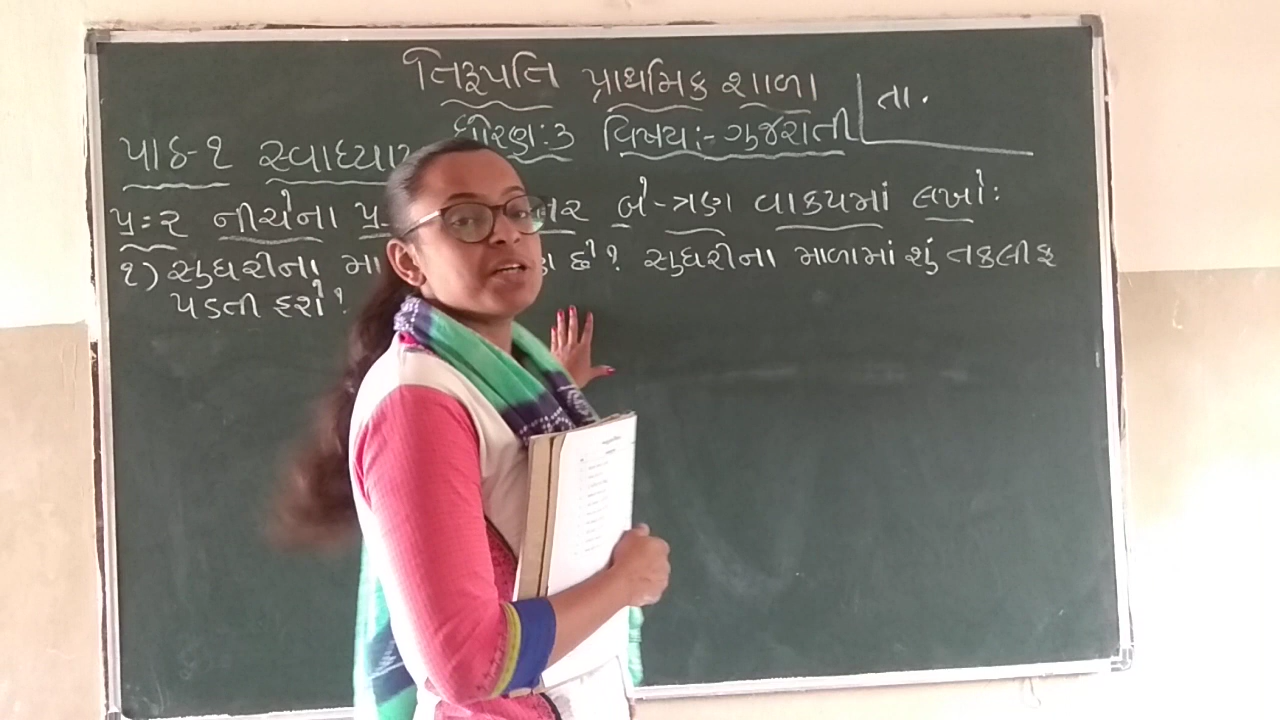 તિરૂપતિ પ્રાથમિક શાળા
તા.
ધોરણ:૩ વિષય:- ગુજરાતી
પાઠ-૧ સ્વાધ્યાય
પ્ર:૨ નીચેના બે-ત્રણ વાક્યમાં લખો:
૧) સુઘરીના છે? સુઘરીના માળામાં શું તકલીફ
પડતી હશે?